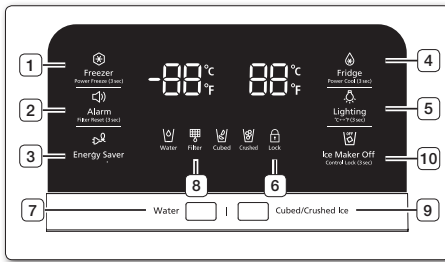 1
Freezer
Power Freeze (3 sec)
2
Alarm
Filter Reset (3 sec)
3
Energy Saver
-88 °C °F
88 °C °F
Water Filter Cubed Crushed Lock
8
6
4
Fridge
Power Cool (3 sec)
5
Lighting
°C↔°F (3 sec)
OFF
Ice Maker Off
Control Lock (3 sec)
10
7
Water | Cubed/Crushed Ice
9